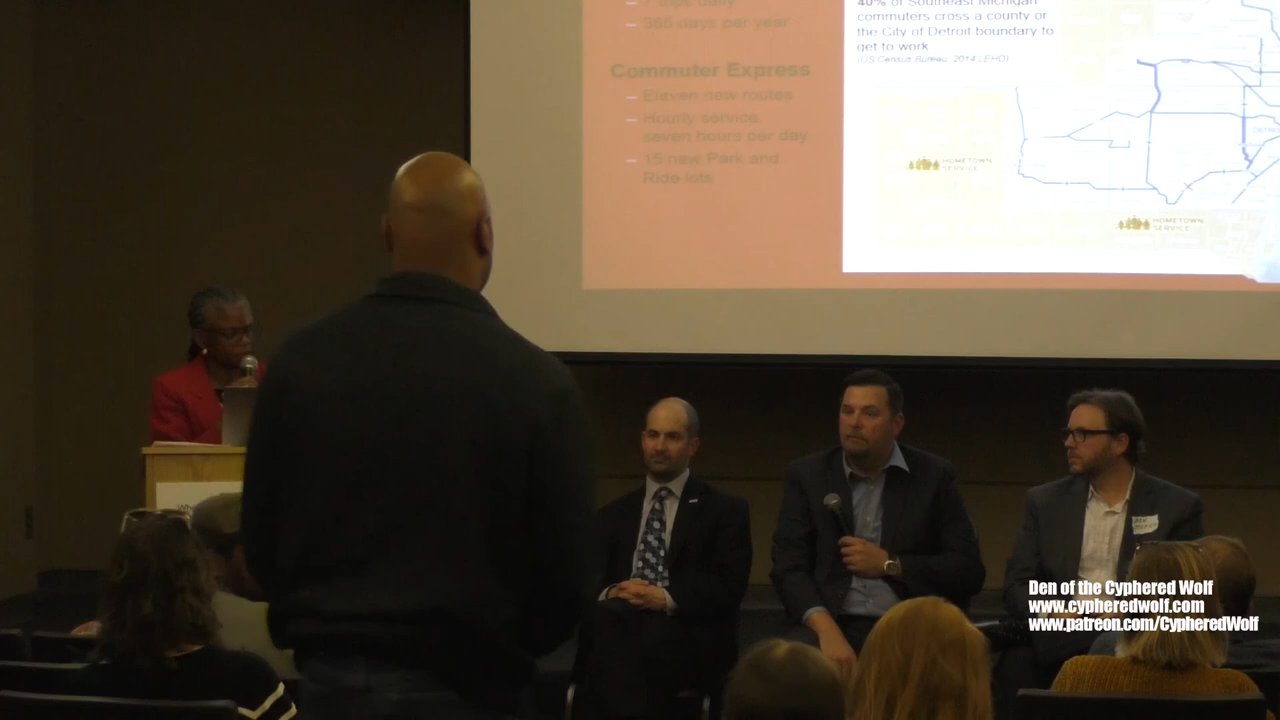 7 trips daily
365 days per year
Commuter Express
Eleven new routes
Hourly service,
seven hours per day
15 new Park and
Ride lots
40% of Southeast Michigan
commuters cross a county or
the City of Detroit boundary to
get to work
(US Census Bureau, 2014 LEHD)
HOMETOWN
SERVICE
HOMETOWN
SERVICE
Den of the Cyphered Wolf
www.cypheredwolf.com
www.patreon.com/CypheredWolf